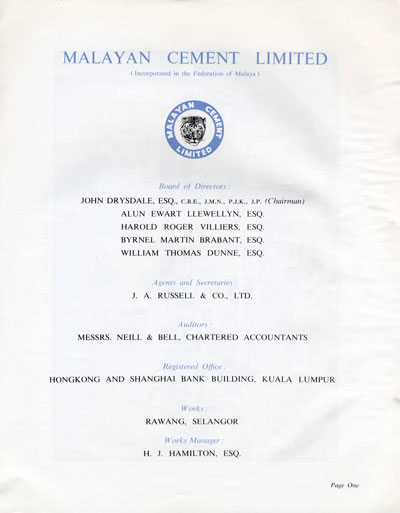 MALAYAN CEMENT LIMITED
( Incorporated in the Federation of Malaya )
MALAYAN CEMENT
LIMITED
Board of Directors :
JOHN DRYSDALE, ESQ., C.B.E., J.M.N., P.J.K., J.P. (Chairman)
ALUN EWART LLEWELLYN, ESQ.
HAROLD ROGER VILLIERS, ESQ.
BYRNEL MARTIN BRABANT, ESQ.
WILLIAM THOMAS DUNNE, ESQ.
Agents and Secretaries :
J. A. RUSSELL & CO., LTD.
Auditors :
MESSRS. NEILL & BELL, CHARTERED ACCOUNTANTS
Registered Office :
HONGKONG AND SHANGHAI BANK BUILDING, KUALA LUMPUR
Works :
RAWANG, SELANGOR
Works Manager :
H. J. HAMILTON, ESQ.
Page One